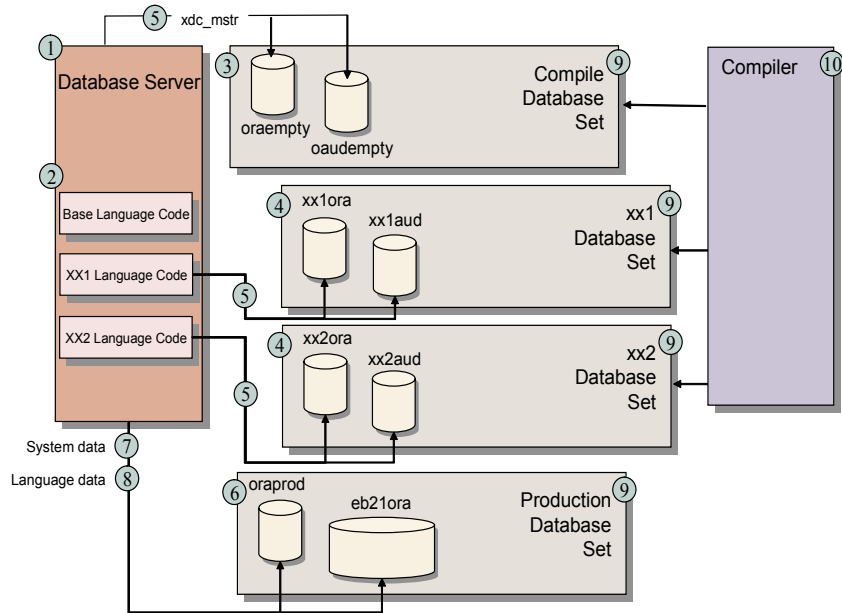 5
xdc_mstr
1
Database Server
3
oraempty
oaudempty
Compile
Database
Set
9
Compiler
10
2
Base Language Code
XX1 Language Code
XX2 Language Code
4
xx1ora
xx1aud
xx1
Database
Set
9
5
4
xx2ora
xx2aud
xx2
Database
Set
9
5
System data
7
Language data
8
6
oraprod
eb21ora
Production
Database
Set
9